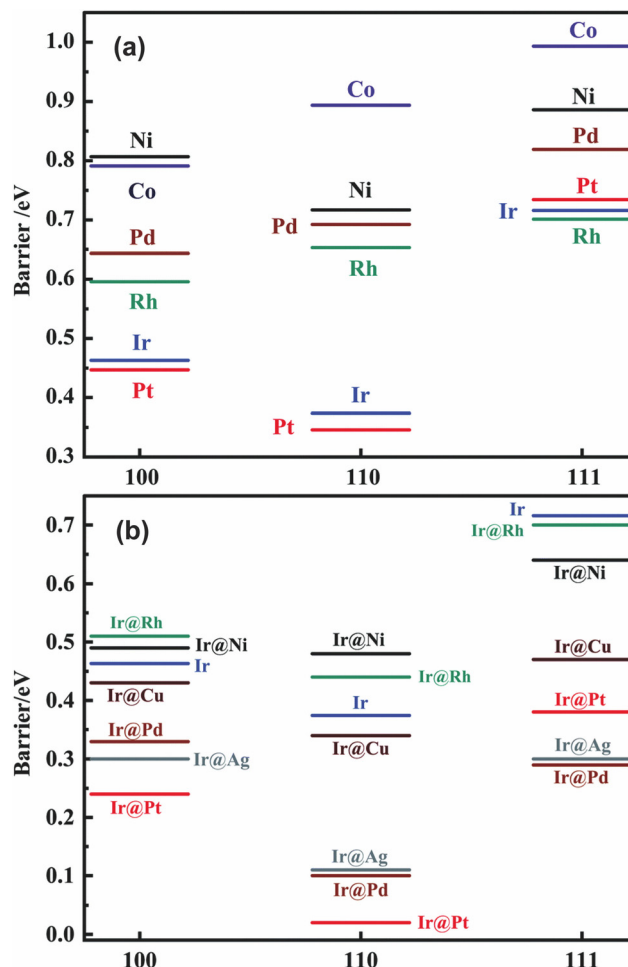 (a)
Barrier /eV
1.0
0.9
0.8
0.7
0.6
0.5
0.4
0.3
Ni
Co
Pd
Rh
Ir
Pt
Co
Ni
Pd
Rh
Ir
Pt
Co
Ni
Pd
Pt
Ir
Rh
100
110
111
(b)
Barrier/eV
0.7
0.6
0.5
0.4
0.3
0.2
0.1
0.0
Ir@Rh
Ir@Ni
Ir
Ir@Cu
Ir@Pd
Ir@Ag
Ir@Pt
Ir@Ni
Ir@Rh
Ir
Ir@Cu
Ir@Ag
Ir@Pd
Ir@Pt
Ir
Ir@Rh
Ir@Ni
Ir@Cu
Ir@Pt
Ir@Ag
Ir@Pd
100
110
111